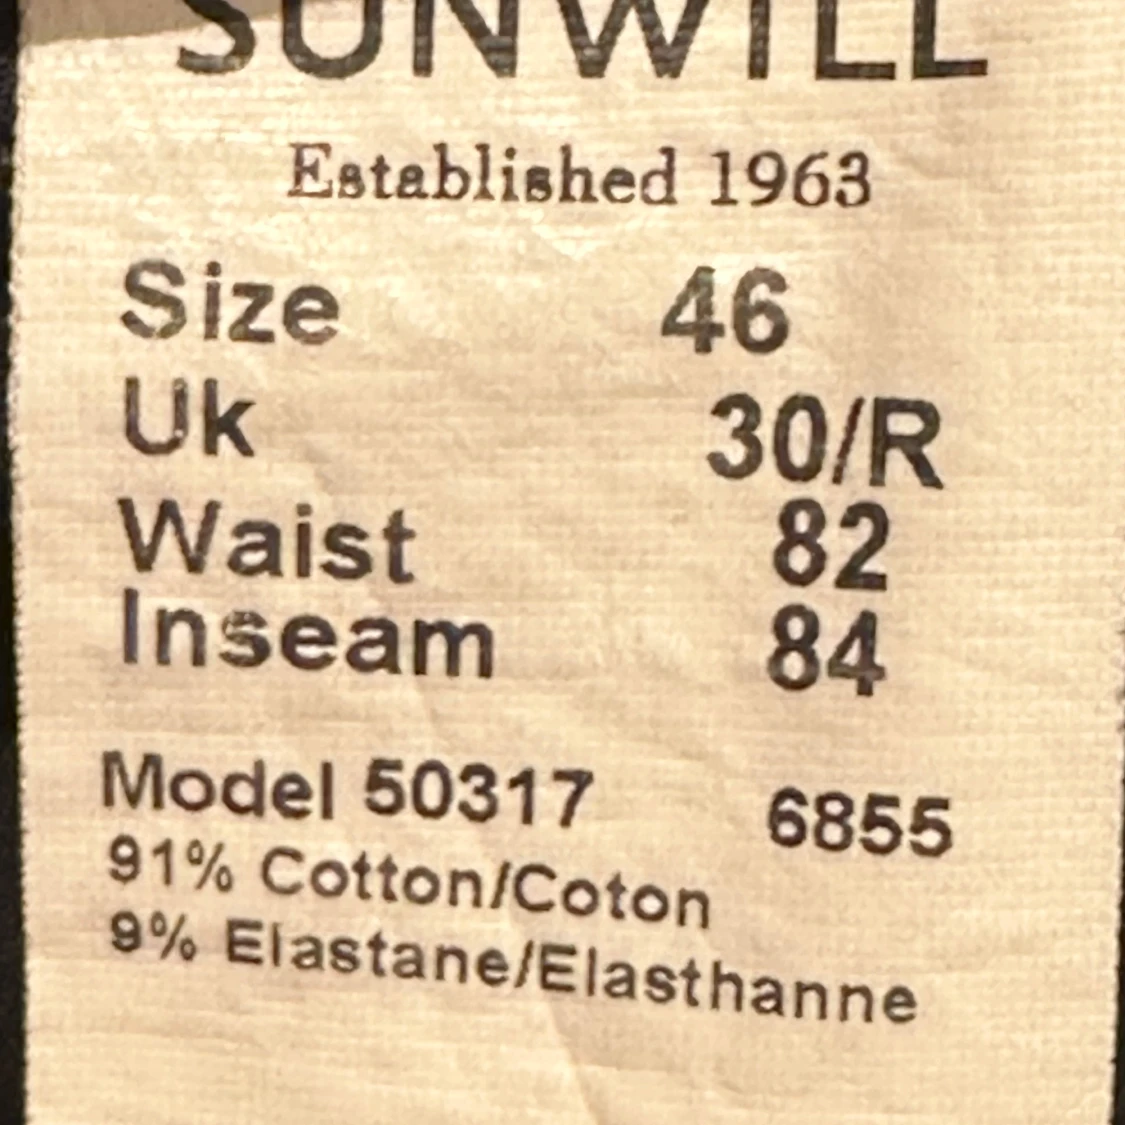 SUNWILL
Established 1963
Size 46
Uk 30/R
Waist 82
Inseam 84
Model 50317 6855
91% Cotton/Coton
9% Elastane/Elasthanne